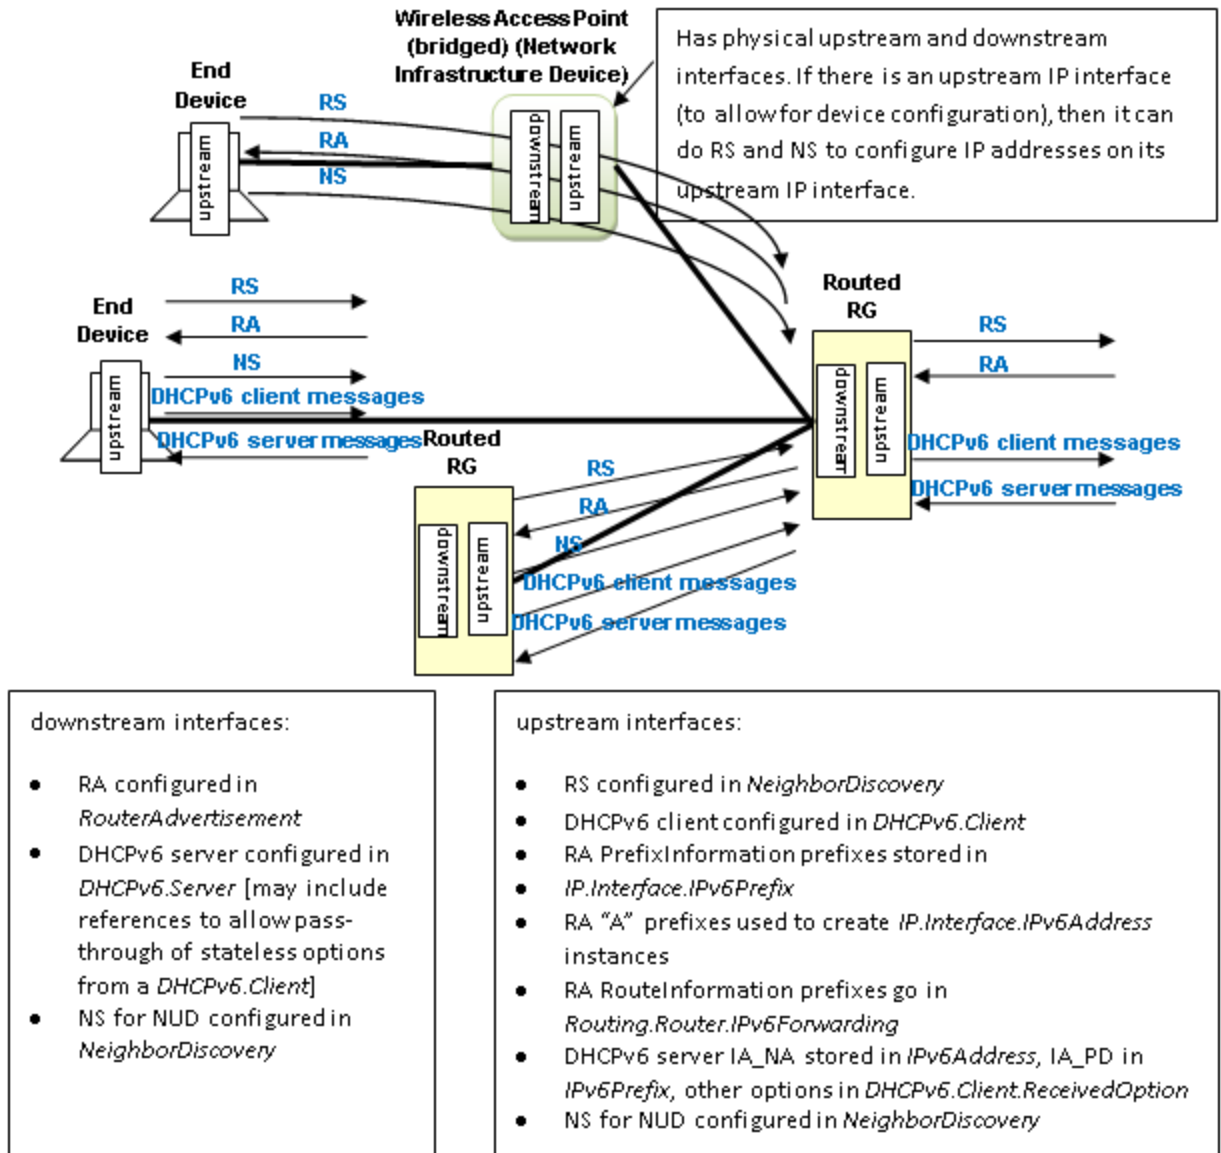 Wireless Access Point
(bridged) (Network
Infrastructure Device)
Has physical upstream and downstream
interfaces. If there is an upstream IP interface
(to allow for device configuration), then it can
do RS and NS to configure IP addresses on its
upstream IP interface.
End
Device
RS
RA
NS
upstream
downstream
upstream
End
Device
RS
RA
NS
DHCPv6 client messages
DHCPv6 server messages
upstream
Routed
RG
RS
RA
DHCPv6 client messages
DHCPv6 server messages
downstream
upstream
Routed
RG
RS
RA
NS
DHCPv6 client messages
DHCPv6 server messages
downstream
upstream
downstream interfaces:
● RA configured in
RouterAdvertisement
● DHCPv6 server configured in
DHCPv6.Server [may include
references to allow pass-
through of stateless options
from a DHCPv6.Client]
● NS for NUD configured in
NeighborDiscovery
upstream interfaces:
● RS configured in NeighborDiscovery
● DHCPv6 client configured in DHCPv6.Client
● RA PrefixInformation prefixes stored in
● IP.Interface.IPv6Prefix
● RA “A” prefixes used to create IP.Interface.IPv6Address
instances
● RA RouteInformation prefixes go in
Routing.Router.IPv6Forwarding
● DHCPv6 server IA_NA stored in IPv6Address, IA_PD in
IPv6Prefix, other options in DHCPv6.Client.ReceivedOption
● NS for NUD configured in NeighborDiscovery